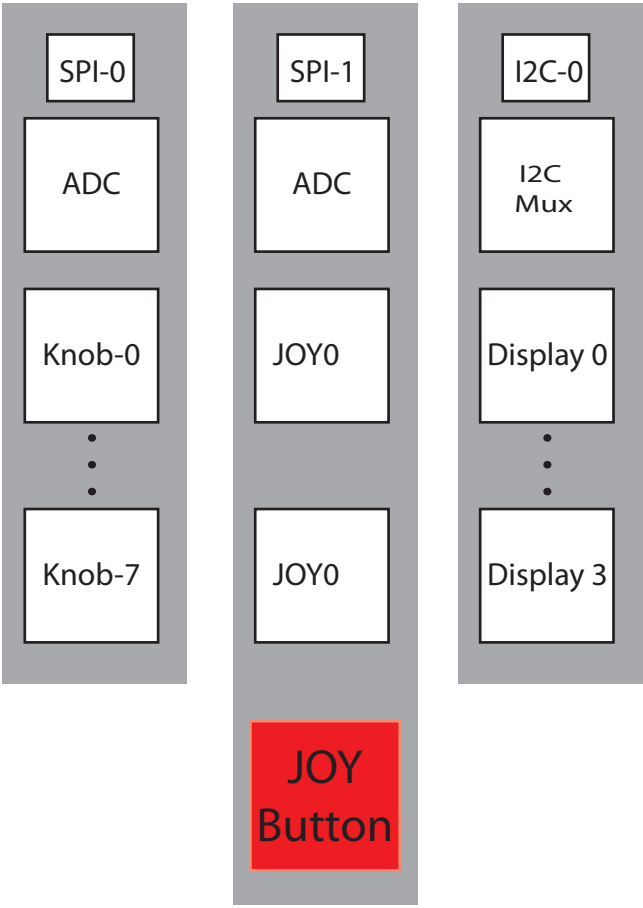 SPI-0
ADC
Knob-0
Knob-7
SPI-1
ADC
JOY0
JOY0
JOY
Button
I2C-0
I2C
Mux
Display 0
Display 3